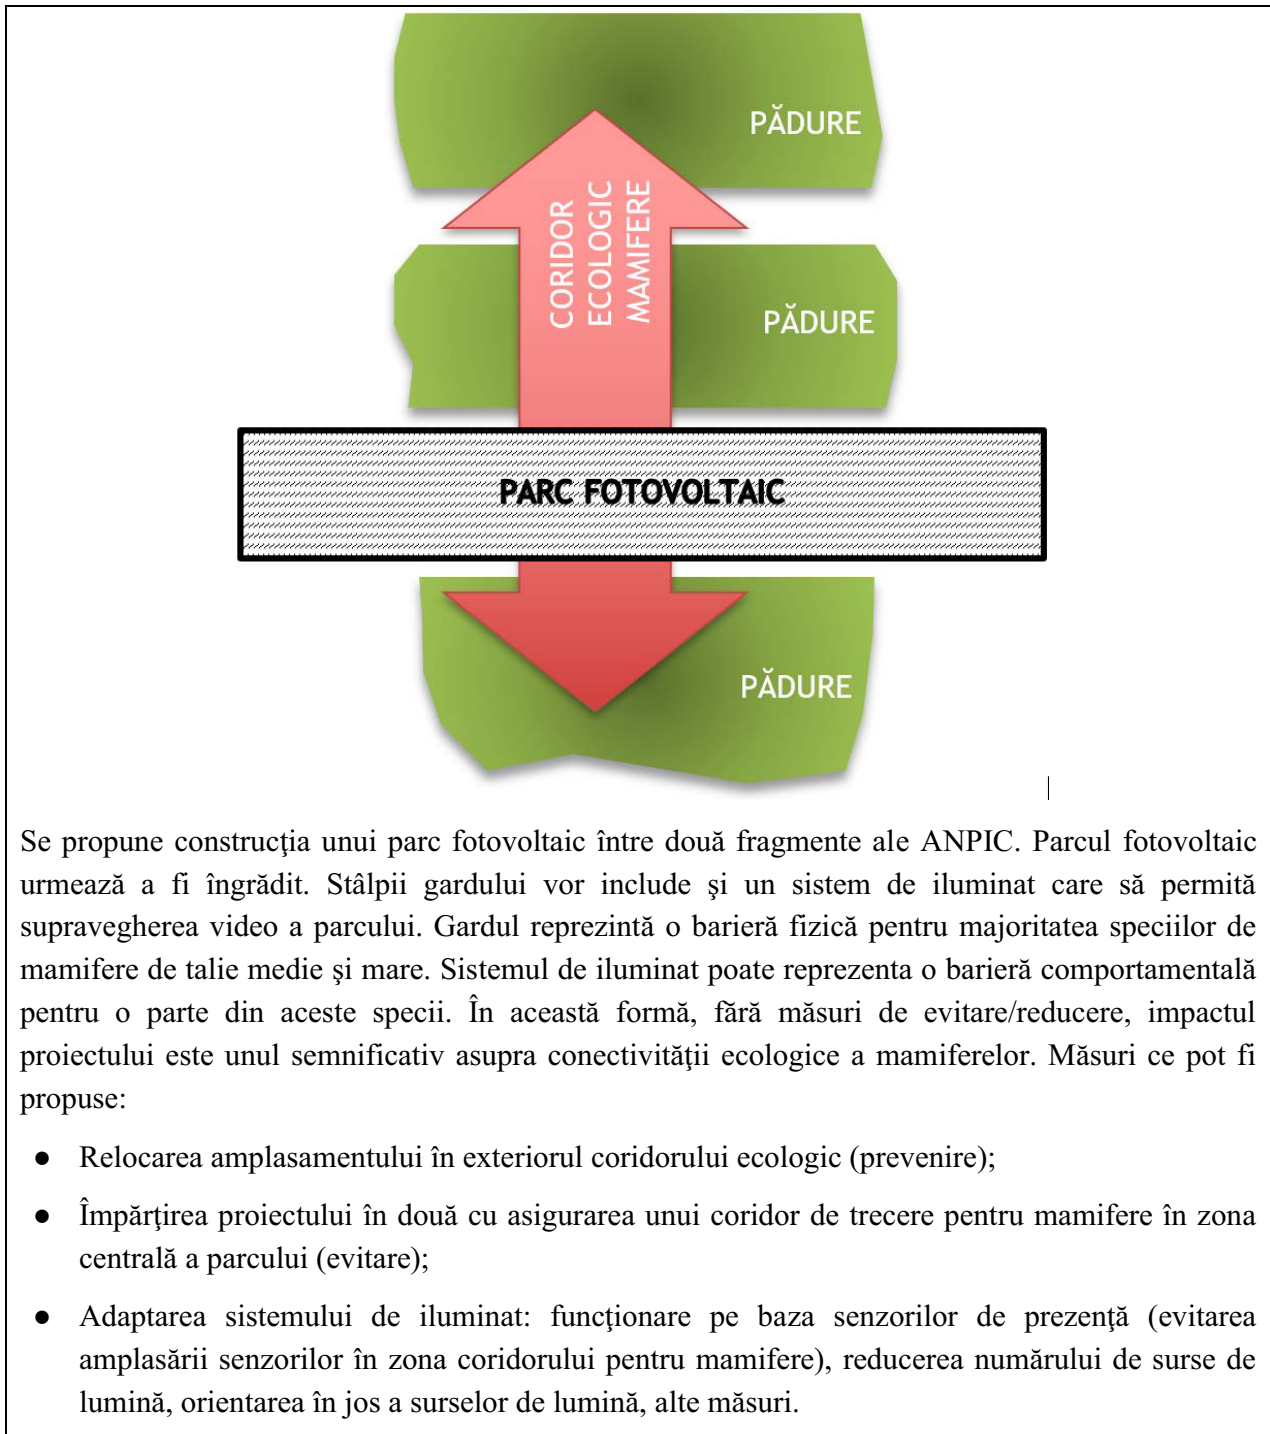 PĂDURE
CORIDOR
ECOLOGIC
MAMIFERE
PĂDURE
PARC FOTOVOLTAIC
PĂDURE
Se propune construcţia unui parc fotovoltaic între două fragmente ale ANPIC. Parcul fotovoltaic
urmează a fi îngrădit. Stâlpii gardului vor include şi un sistem de iluminat care să permită
supravegherea video a parcului. Gardul reprezintă o barieră fizică pentru majoritatea speciilor de
mamifere de talie medie şi mare. Sistemul de iluminat poate reprezenta o barieră comportamentală
pentru o parte din aceste specii. În această formă, fără măsuri de evitare/reducere, impactul
proiectului este unul semnificativ asupra conectivităţii ecologice a mamiferelor. Măsuri ce pot fi
propuse:
● Relocarea amplasamentului în exteriorul coridorului ecologic (prevenire);
● Împărţirea proiectului în două cu asigurarea unui coridor de trecere pentru mamifere în zona
centrală a parcului (evitare);
● Adaptarea sistemului de iluminat: funcţionare pe baza senzorilor de prezenţă (evitarea
amplasării senzorilor în zona coridorului pentru mamifere), reducerea numărului de surse de
lumină, orientarea în jos a surselor de lumină, alte măsuri.